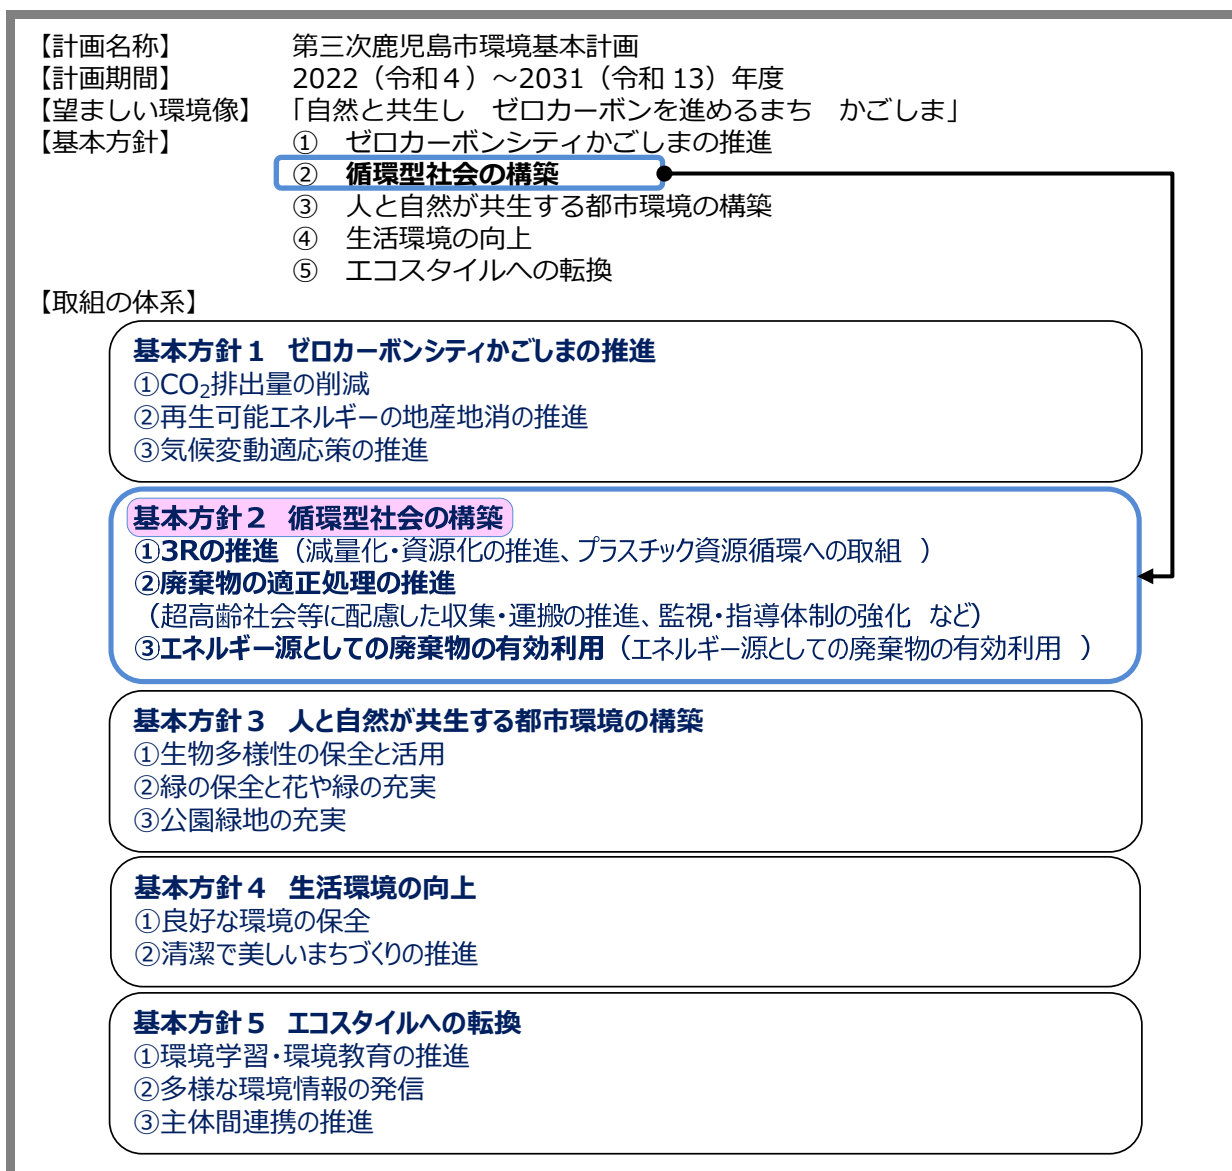 【計画名称】 第三次鹿児島市環境基本計画
【計画期間】 2022（令和４）～2031（令和 13）年度
【望ましい環境像】 「自然と共生し　ゼロカーボンを進めるまち　かごしま」
【基本方針】 ①　ゼロカーボンシティかごしまの推進
②　循環型社会の構築
③　人と自然が共生する都市環境の構築
④　生活環境の向上
⑤　エコスタイルへの転換
【取組の体系】
基本方針１　ゼロカーボンシティかごしまの推進
①CO₂排出量の削減
②再生可能エネルギーの地産地消の推進
③気候変動適応策の推進
基本方針２　循環型社会の構築
①3Rの推進（減量化・資源化の推進、プラスチック資源循環への取組　）
②廃棄物の適正処理の推進
（超高齢社会等に配慮した収集・運搬の推進、監視・指導体制の強化　など）
③エネルギー源としての廃棄物の有効利用（エネルギー源としての廃棄物の有効利用　）
基本方針３　人と自然が共生する都市環境の構築
①生物多様性の保全と活用
②緑の保全と花や緑の充実
③公園緑地の充実
基本方針４　生活環境の向上
①良好な環境の保全
②清潔で美しいまちづくりの推進
基本方針５　エコスタイルへの転換
①環境学習・環境教育の推進
②多様な環境情報の発信
③主体間連携の推進